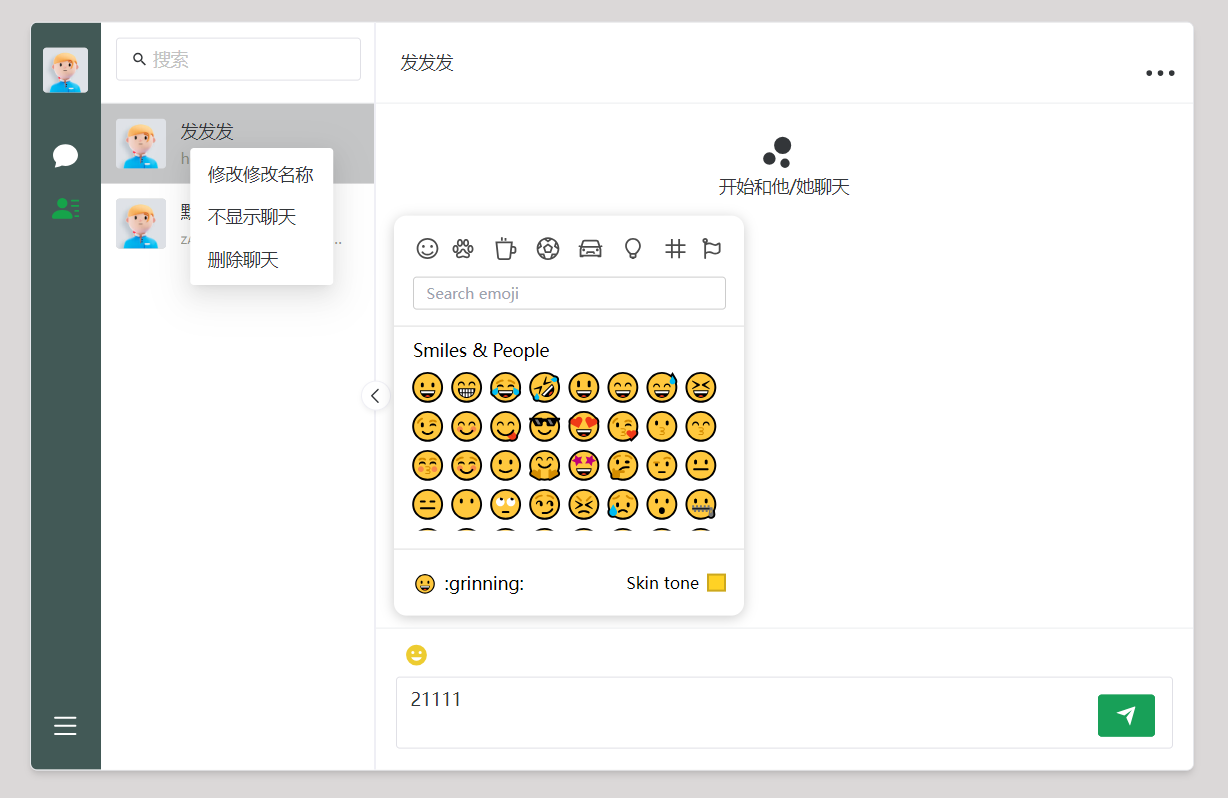 搜索
发发发
发发发
修改修改名称
不显示聊天
删除聊天
开始和他/她聊天
Search emoji
Smiles & People
:grinning:
Skin tone
21111